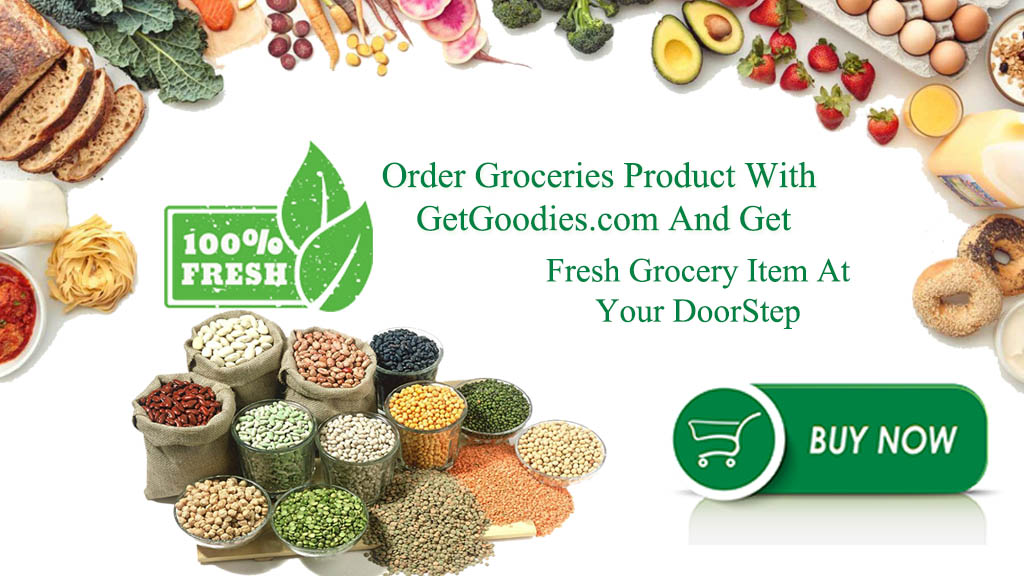 100%
FRESH
Order Groceries Product With
GetGoodies.com And Get
Fresh Grocery Item At
Your DoorStep
BUY NOW